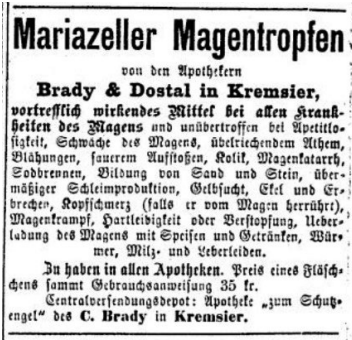 Mariazeller Magentropfen
von den Apothekern
Brady & Dostal in Kremsier,
vortrefflich wirkendes Mittel bei allen Krank-
heiten des Magens und unübertroffen bei Apetitlo-
sigkeit, Schwäche des Magens, übelriechendem Athem,
Blähungen, sauerem Aufstoßen, Kolik, Magenkatarrh,
Sodbrennen, Bildung von Sand und Stein, über-
mäßiger Schleimproduktion, Gelbsucht, Ekel und Er-
brechen, Kopfschmerz (falls er vom Magen herrührt),
Magenkrampf, Hartleibigkeit oder Verstopfung, Ueber-
ladung des Magens mit Speisen und Getränken, Wür-
mer, Milz- und Leberleiden.
Zu haben in allen Apotheken. Preis eines Fläsch-
chens sammt Gebrauchsanweisung 35 kr.
Centralversendungsdepot: Apotheke „zum Schutz-
engel" des C. Brady in Kremsier.